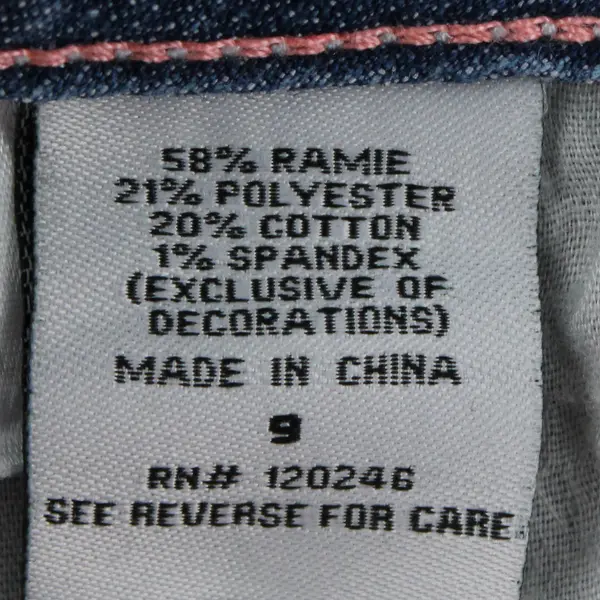 58% RAMIE
21% POLYESTER
20% COTTON
1% SPANDEX
(EXCLUSIVE OF
DECORATIONS)
MADE IN CHINA
9
RN# 120246
SEE REVERSE FOR CARE